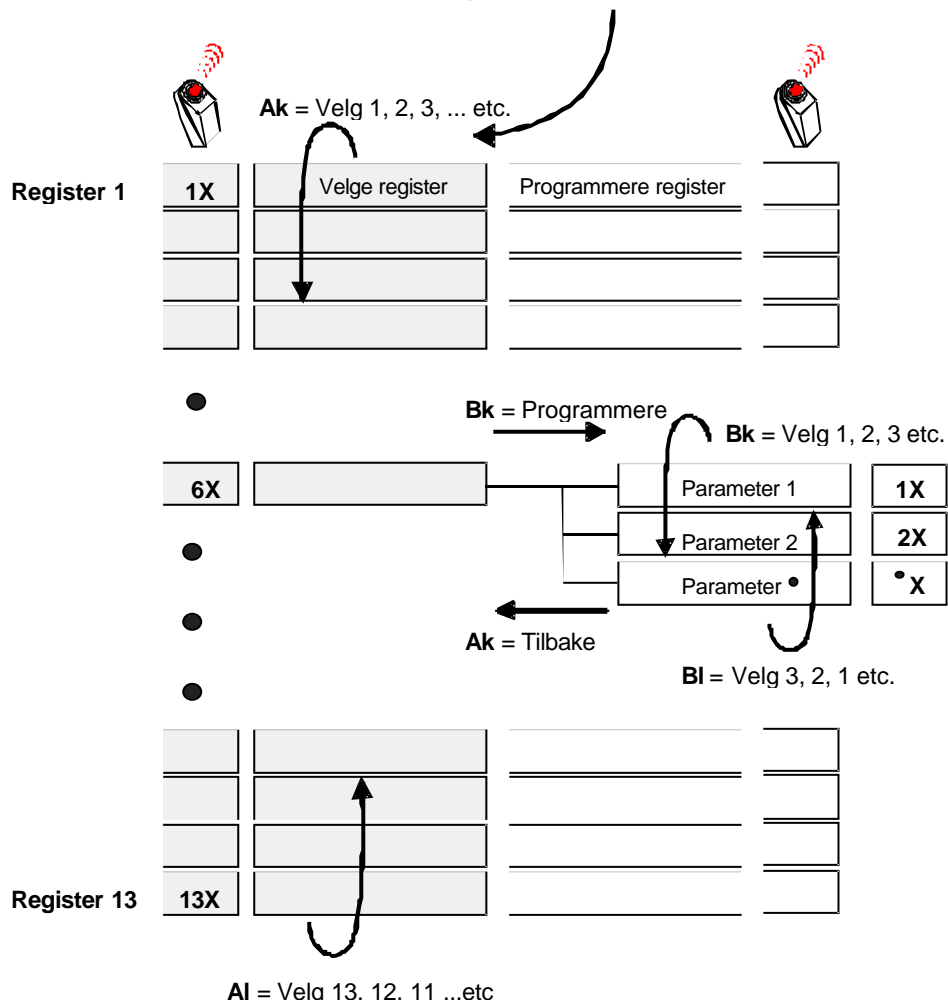 Ak = Velg 1, 2, 3, ... etc.
Register 1
1X
Velge register
Programmere register
Bk = Programmere
Bk = Velg 1, 2, 3 etc.
6X
Parameter 1
1X
Parameter 2
2X
Parameter •
• X
Ak = Tilbake
Bl = Velg 3, 2, 1 etc.
Register 13
13X
Al = Velg 13, 12, 11 ...etc